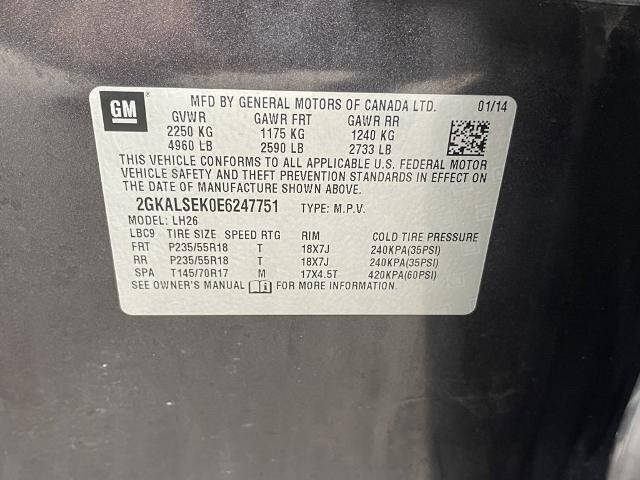 GM
MFD BY GENERAL MOTORS OF CANADA LTD. 01/14
GVWR GAWR FRT GAWR RR
2250 KG 1175 KG 1240 KG
4960 LB 2590 LB 2733 LB
THIS VEHICLE CONFORMS TO ALL APPLICABLE U.S. FEDERAL MOTOR
VEHICLE SAFETY AND THEFT PREVENTION STANDARDS IN EFFECT ON
THE DATE OF MANUFACTURE SHOWN ABOVE.
2GKALSEK0E6247751 TYPE: M.P.V.
MODEL: LH26
LBC9 TIRE SIZE SPEED RTG RIM COLD TIRE PRESSURE
FRT P235/55R18 T 18X7J 240KPA(35PSI)
RR P235/55R18 T 18X7J 240KPA(35PSI)
SPA T145/70R17 M 17X4.5T 420KPA(60PSI)
SEE OWNER'S MANUAL FOR MORE INFORMATION.